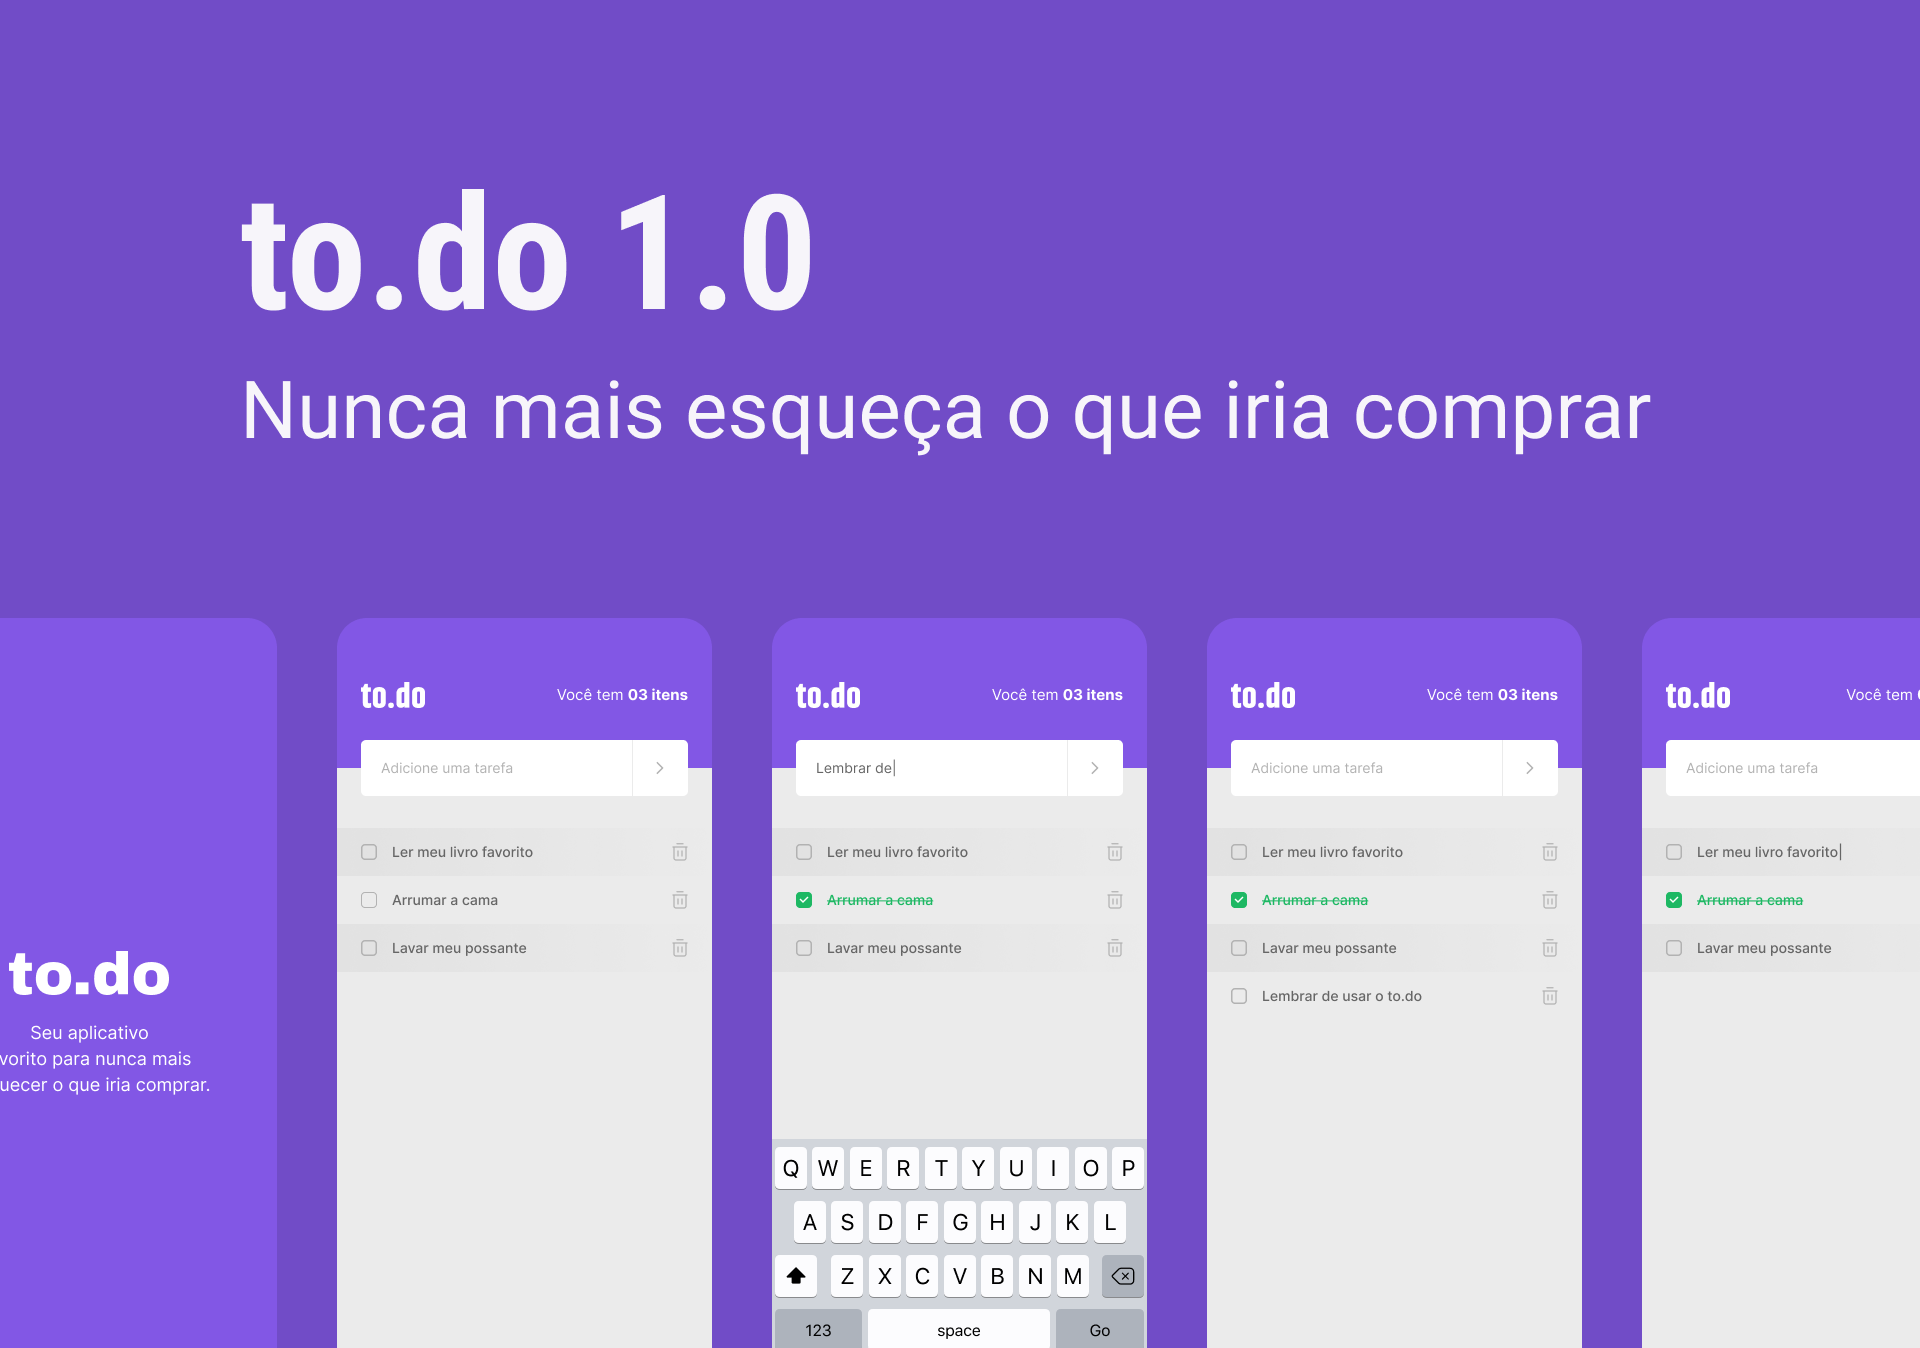 to.do 1.0
Nunca mais esqueça o que iria comprar
to.do
Seu aplicativo
vorito para nunca mais
uecer o que iria comprar.
to.do
Você tem 03 itens
Adicione uma tarefa
Ler meu livro favorito
Arrumar a cama
Lavar meu possante
to.do
Você tem 03 itens
Lembrar de
Ler meu livro favorito
Arrumar a cama
Lavar meu possante
Q W E R T Y U I O P
A S D F G H J K L
Z X C V B N M
123 space Go
to.do
Você tem 03 itens
Adicione uma tarefa
Ler meu livro favorito
Arrumar a cama
Lavar meu possante
Lembrar de usar o to.do
to.do
Você tem
Adicione uma tarefa
Ler meu livro favorito
Arrumar a cama
Lavar meu possante